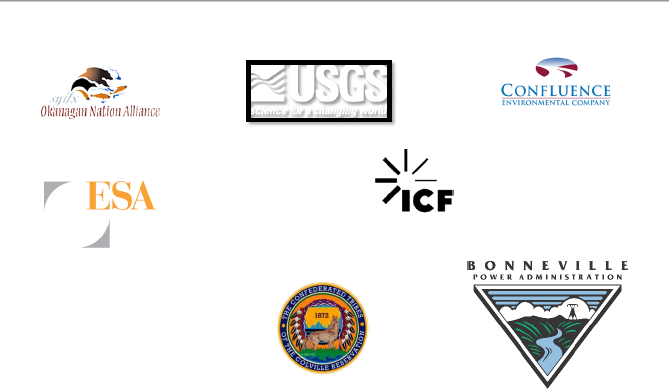 syilx
Okanagan Nation Alliance
USGS
science for a changing world
CONFLUENCE
ENVIRONMENTAL COMPANY
ESA
ICF
BONNEVILLE
POWER ADMINISTRATION
THE CONFEDERATED TRIBES
1872
OF THE COLVILLE RESERVATION